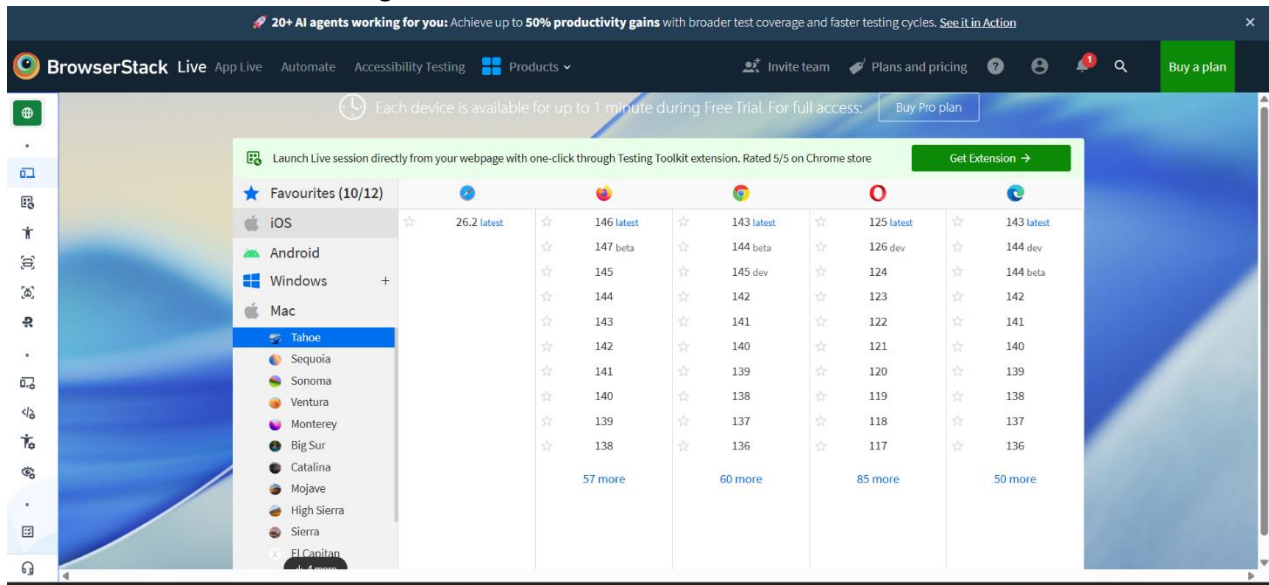 20+ AI agents working for you: Achieve up to 50% productivity gains with broader test coverage and faster testing cycles. See it in Action ×
BrowserStack Live App Live Automate Accessibility Testing Products Invite team Plans and pricing ? 1 Buy a plan
Each device is available for up to 1 minute during Free Trial. For full access: Buy Pro plan
Launch Live session directly from your webpage with one-click through Testing Toolkit extension. Rated 5/5 on Chrome store Get Extension →
Favourites (10/12)
iOS 26.2 latest 146 latest 143 latest 125 latest 143 latest
Android 147 beta 144 beta 126 dev 144 dev
Windows + 145 145 dev 124 144 beta
144 142 123 142
Mac 143 141 122 141
Tahoe 142 140 121 140
Sequoia 141 139 120 139
Sonoma 140 138 119 138
Ventura 139 137 118 137
Monterey 138 136 117 136
Big Sur
Catalina 57 more 60 more 85 more 50 more
Mojave
High Sierra
Sierra
El Capitan
4 more